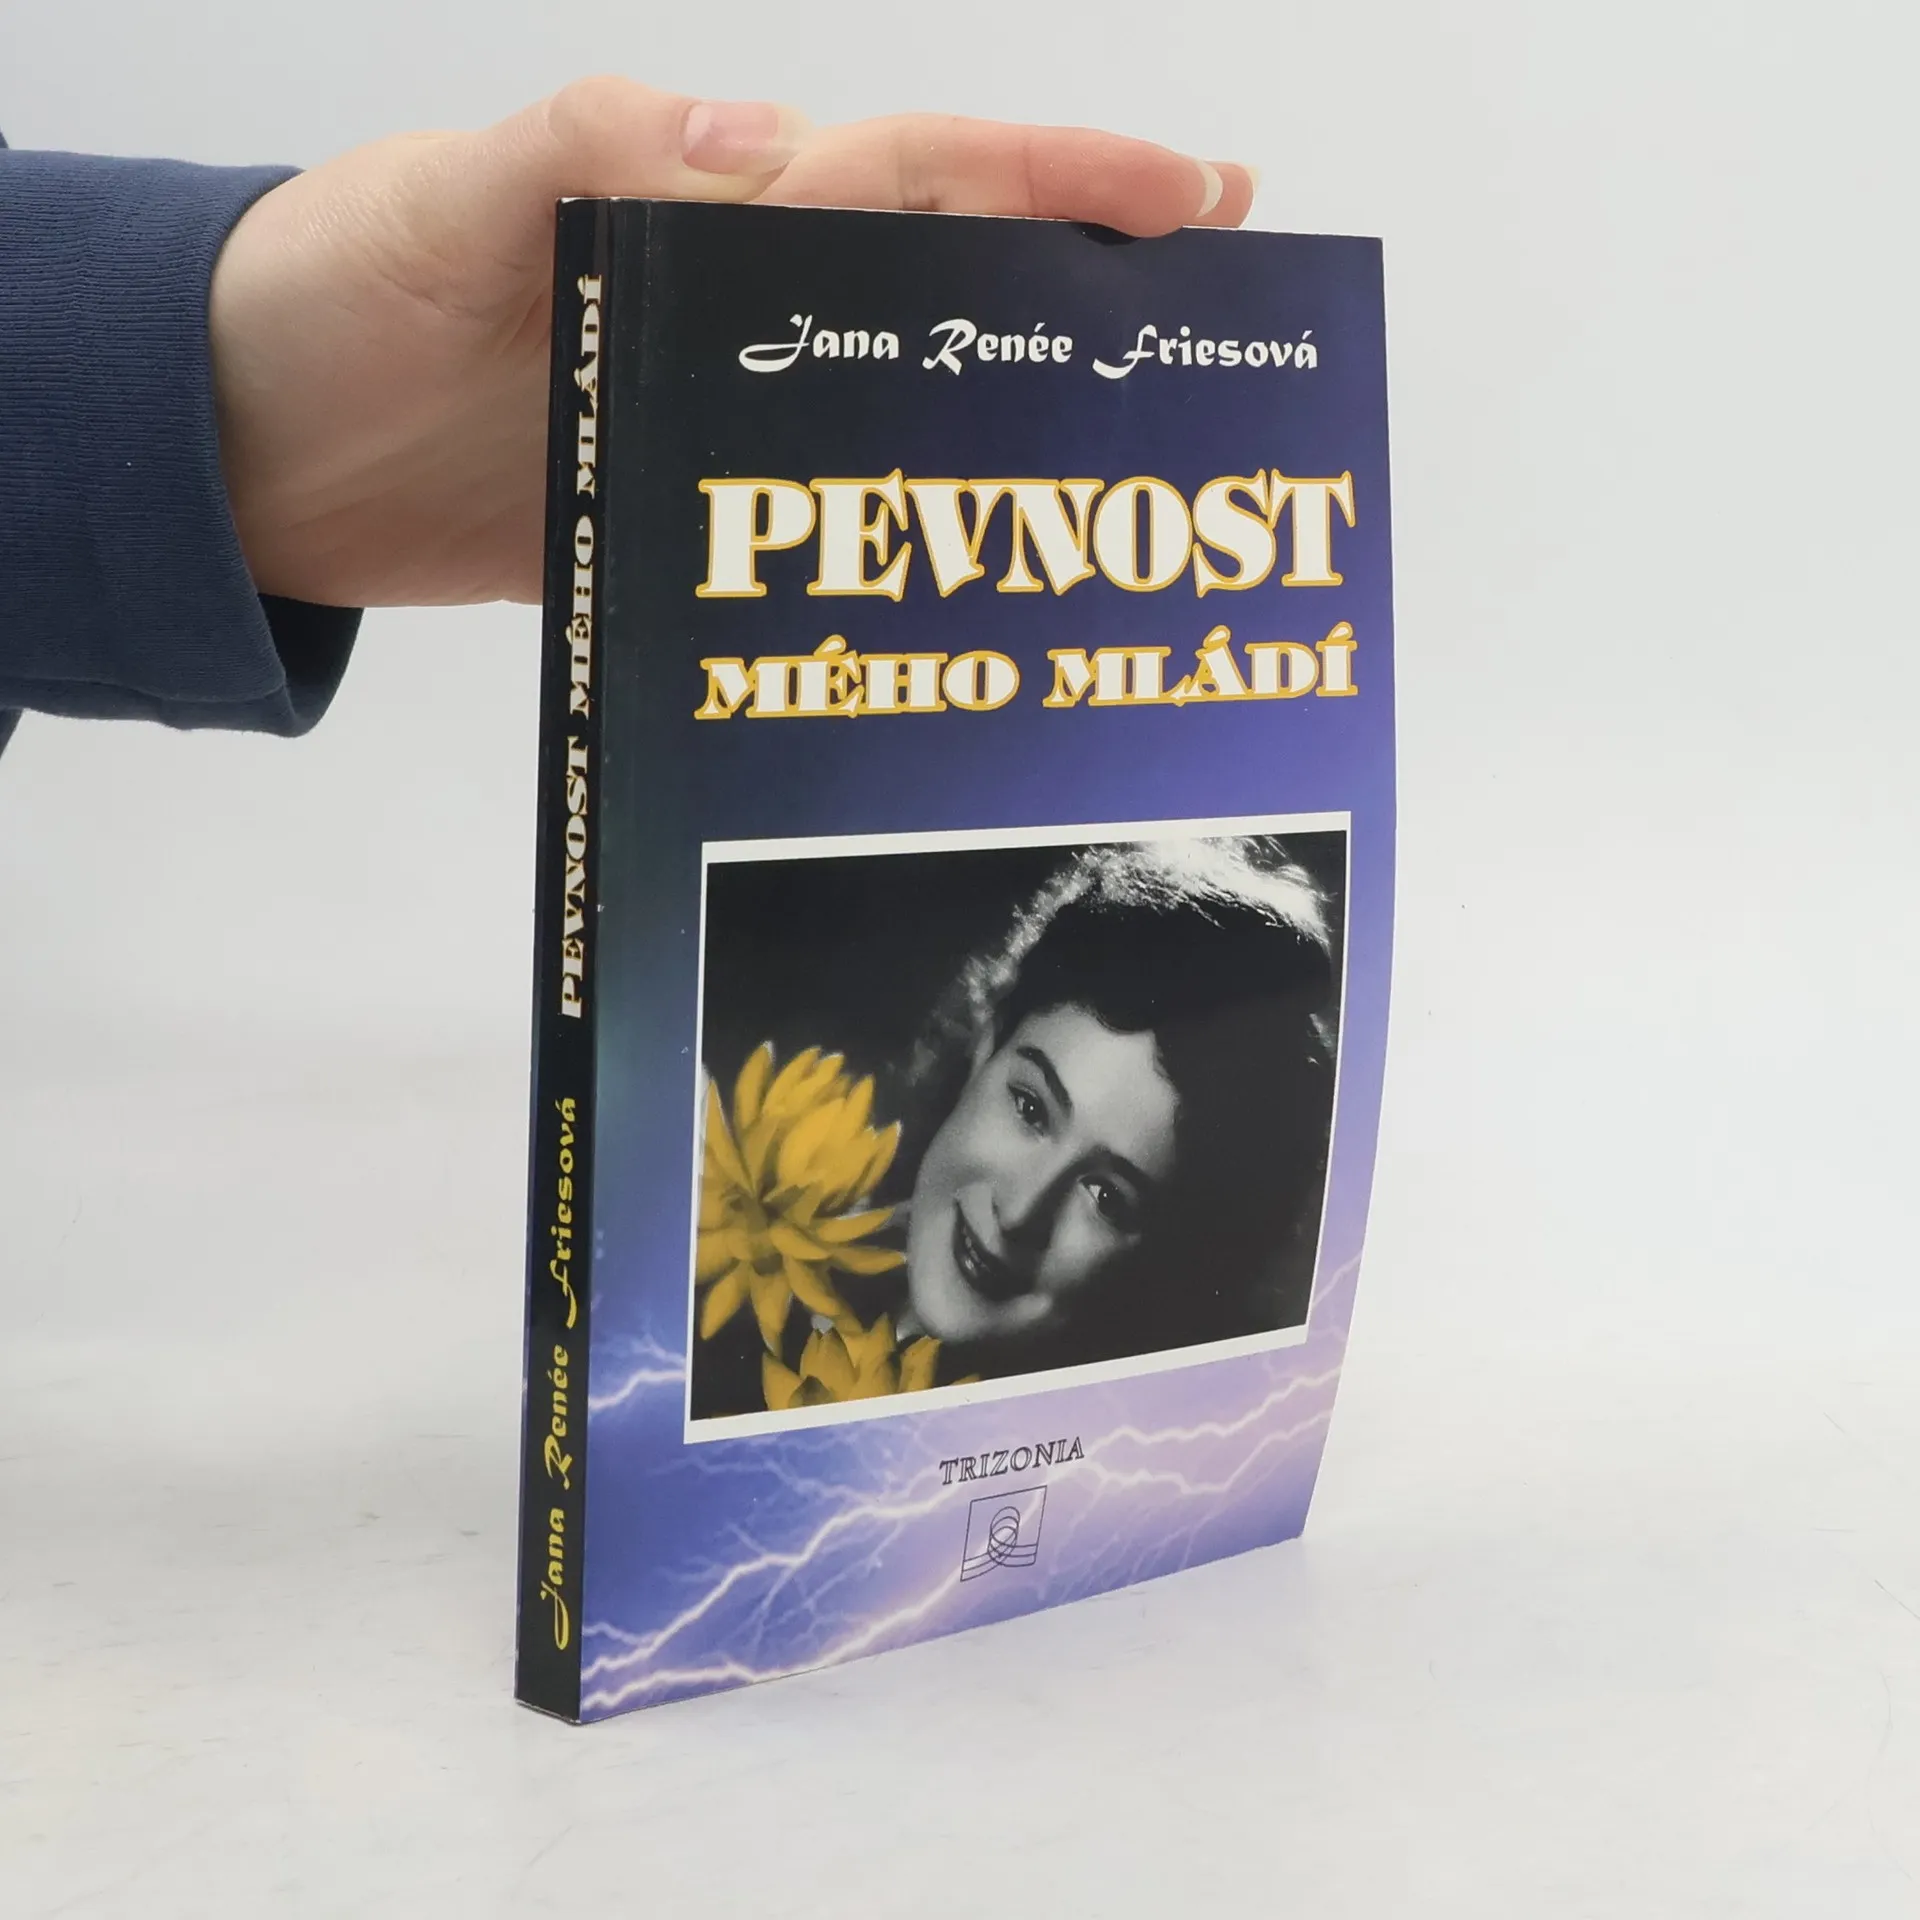 Jana Renée Friesová
PEVNOST
MÉHO MLÁDÍ
TRIZONIA
Jana Renée Friesová PEVNOST MÉHO MLÁDÍ